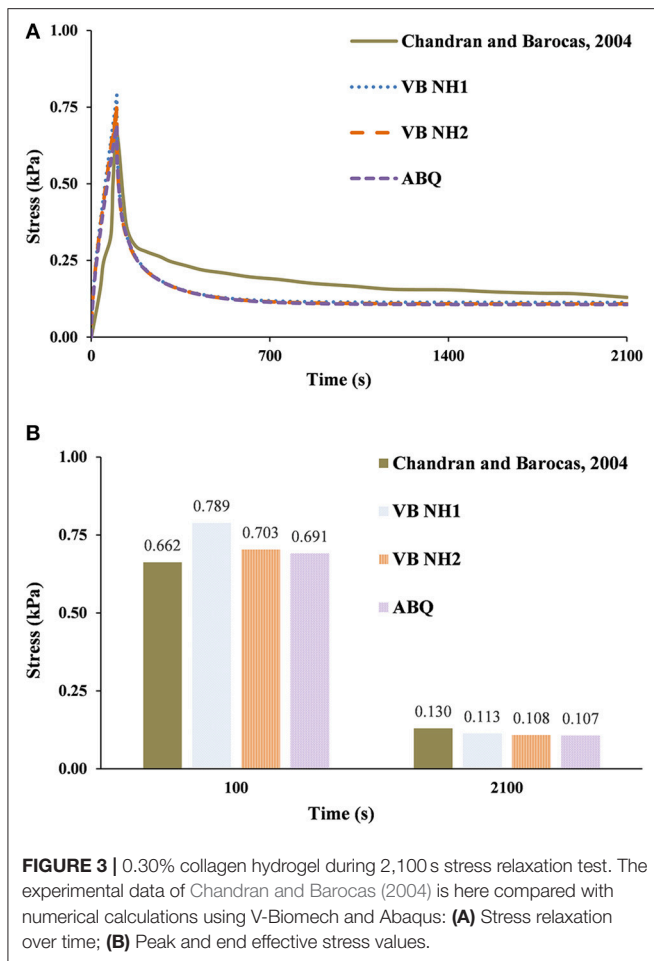 A
1.00
0.75
0.50
0.25
0.00
Stress (kPa)
0
700
1400
2100
Time (s)
Chandran and Barocas, 2004
VB NH1
VB NH2
ABQ
B
1.00
0.75
0.50
0.25
0.00
Stress (kPa)
0.662
0.789
0.703
0.691
0.130
0.113
0.108
0.107
100
2100
Time (s)
Chandran and Barocas, 2004
VB NH1
VB NH2
ABQ
FIGURE 3 | 0.30% collagen hydrogel during 2,100 s stress relaxation test. The
experimental data of Chandran and Barocas (2004) is here compared with
numerical calculations using V-Biomech and Abaqus: (A) Stress relaxation
over time; (B) Peak and end effective stress values.